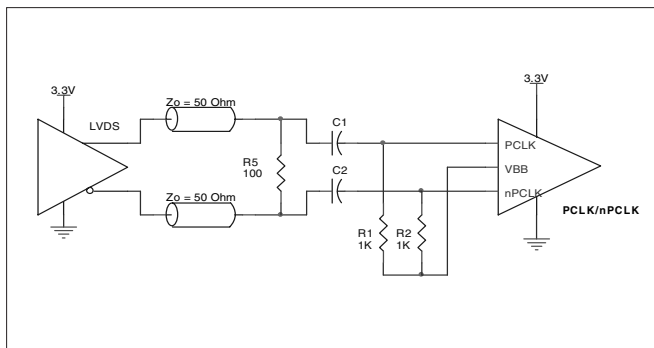 3.3V
LVDS
Zo = 50 Ohm
Zo = 50 Ohm
R5
100
C1
C2
R1
1K
R2
1K
3.3V
PCLK
VBB
nPCLK
PCLK/nPCLK